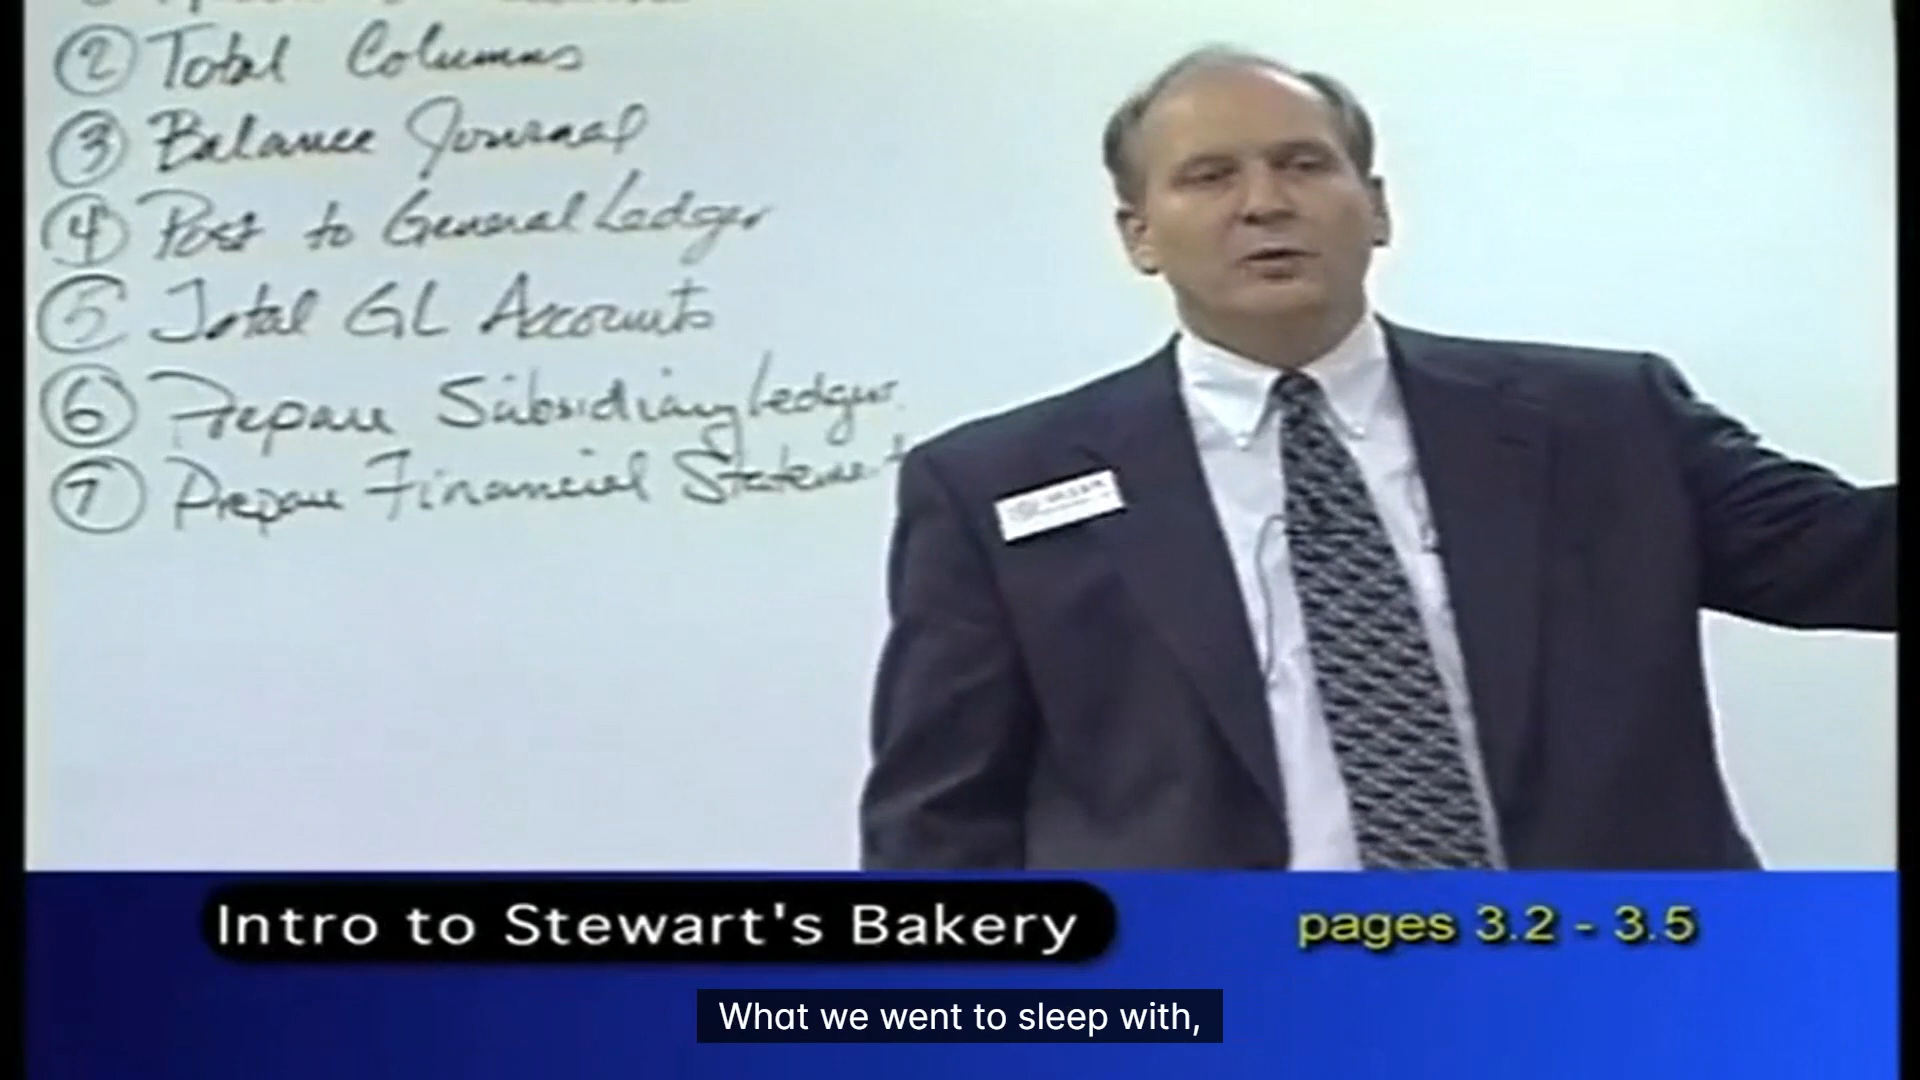 ② Total Columns
③ Balance Journal
④ Post to General Ledger
⑤ Total GL Accounts
⑥ Prepare Subsidiary Ledger
⑦ Prepare Financial Statement
Intro to Stewart's Bakery pages 3.2 - 3.5
What we went to sleep with,